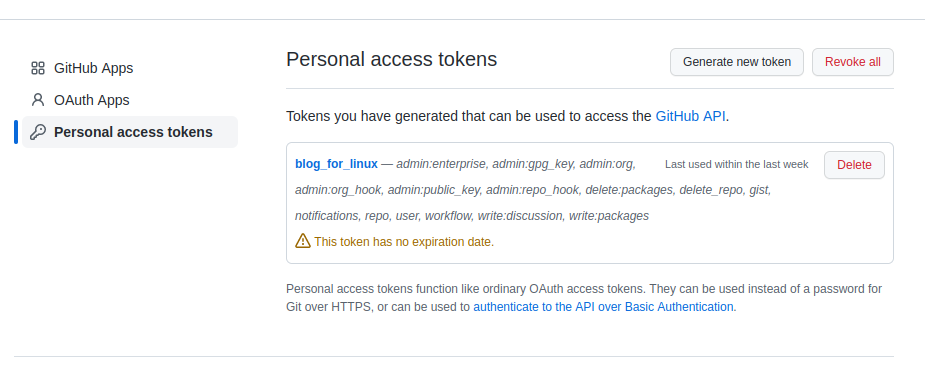 GitHub Apps
OAuth Apps
Personal access tokens
Personal access tokens
Generate new token
Revoke all
Tokens you have generated that can be used to access the GitHub API.
blog_for_linux — admin:enterprise, admin:gpg_key, admin:org,
Last used within the last week
Delete
admin:org_hook, admin:public_key, admin:repo_hook, delete:packages, delete_repo, gist,
notifications, repo, user, workflow, write:discussion, write:packages
This token has no expiration date.
Personal access tokens function like ordinary OAuth access tokens. They can be used instead of a password for
Git over HTTPS, or can be used to authenticate to the API over Basic Authentication.